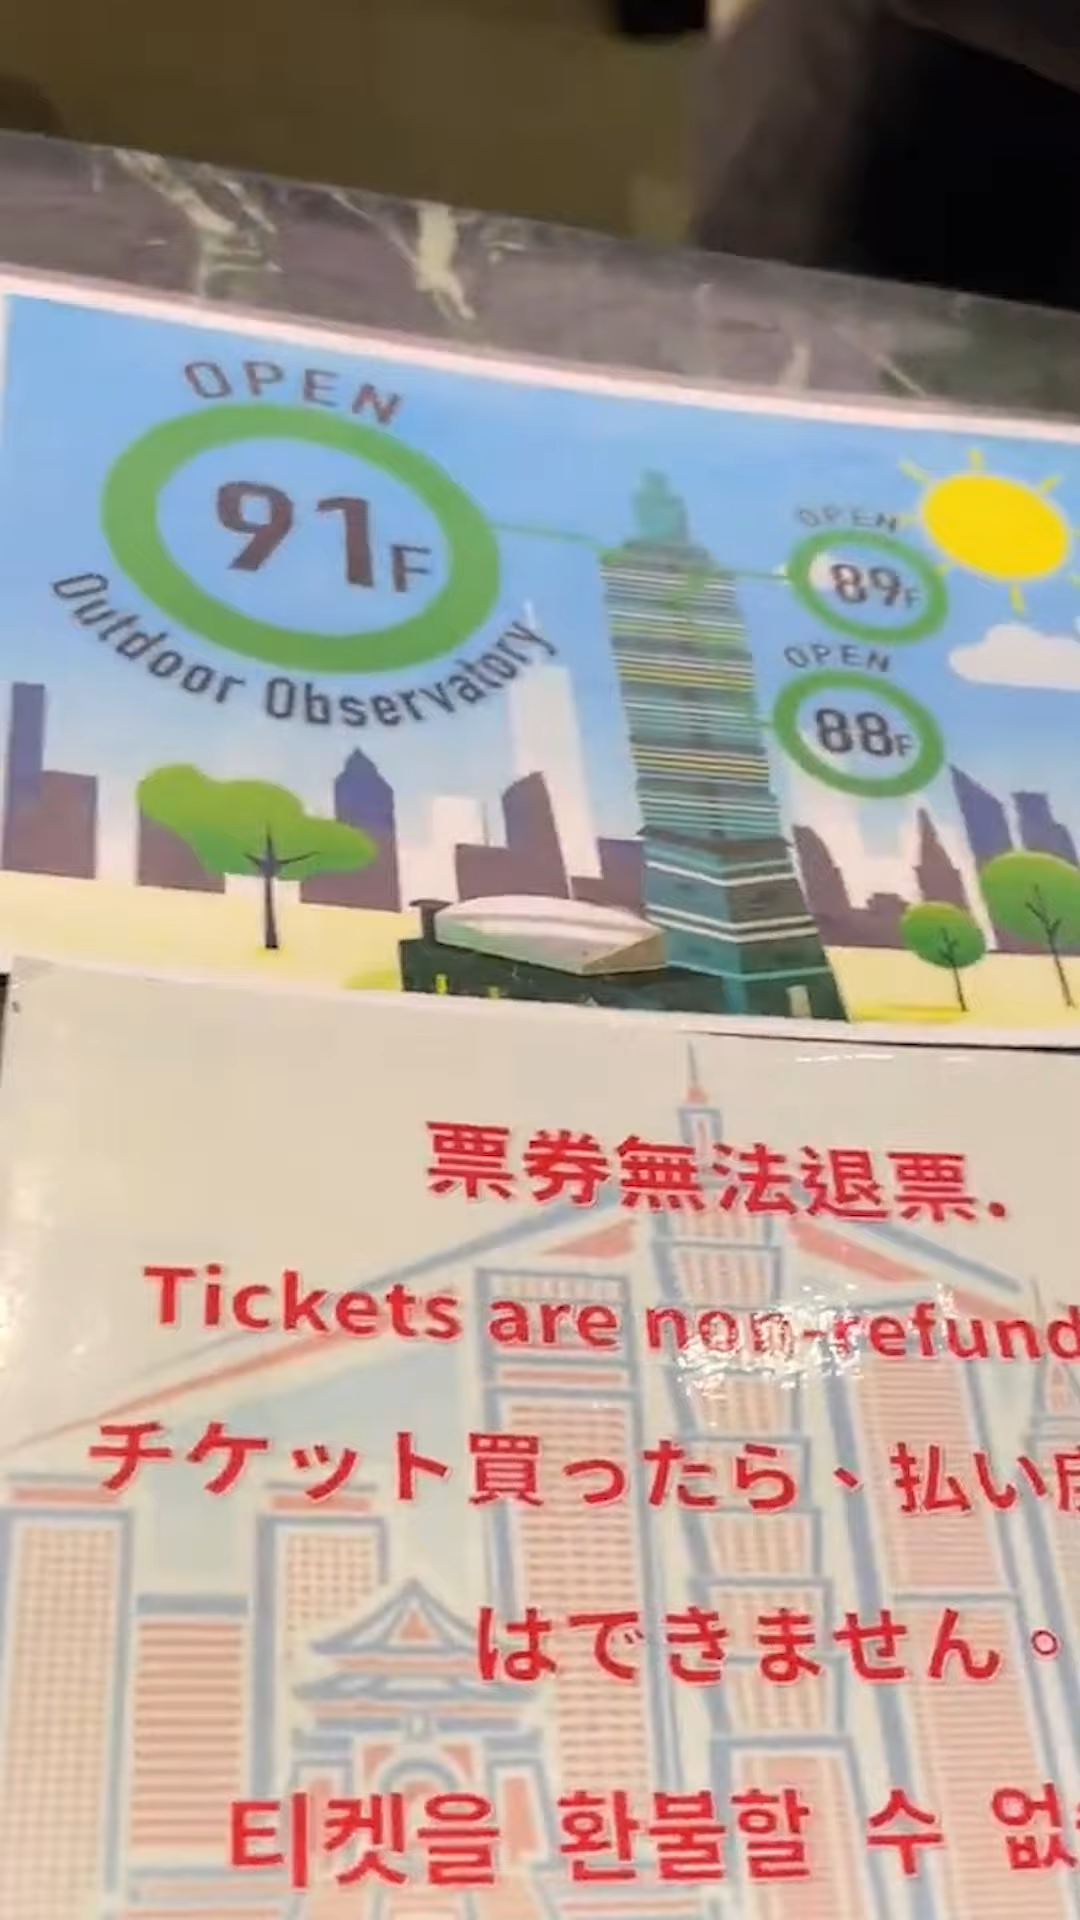 OPEN
91F
Outdoor Observatory
OPEN
89F
OPEN
88F
票券無法退票.
Tickets are non-refund
チケット買ったら、払い
はできません。
티켓을 환불할 수 없